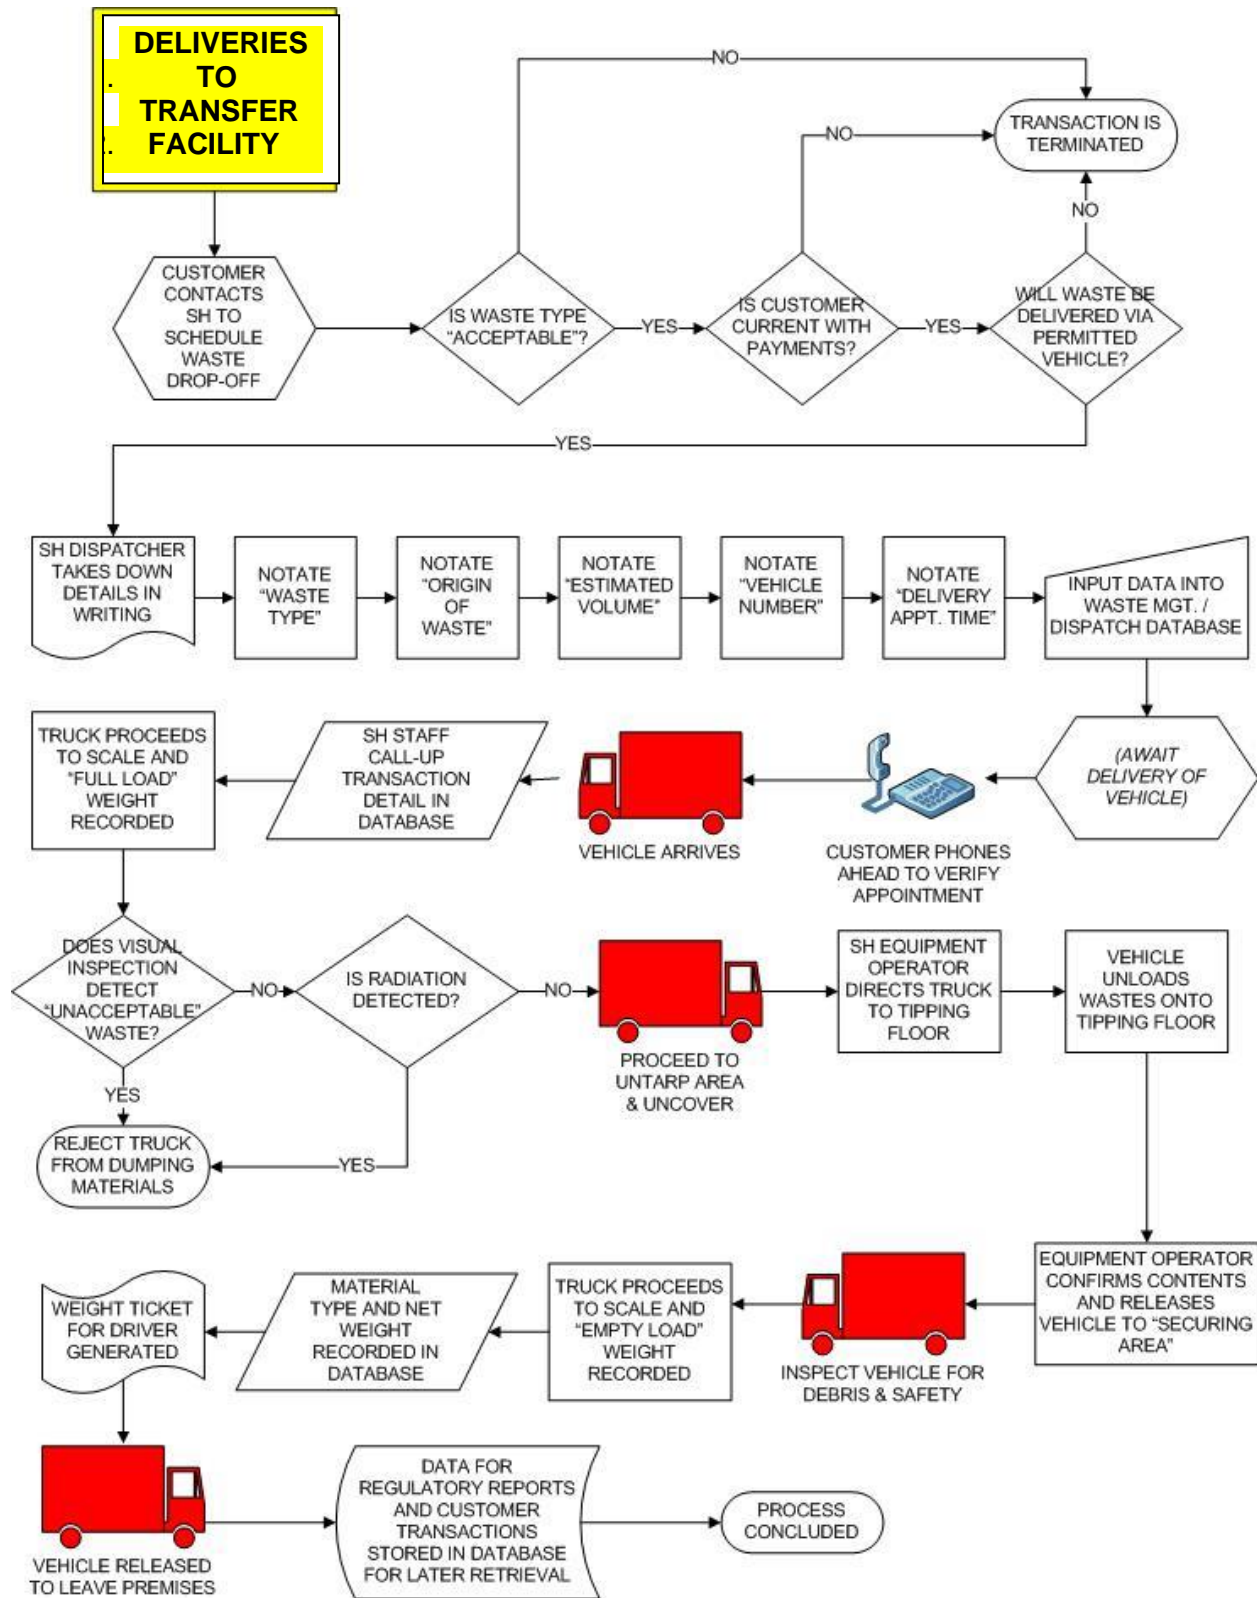 DELIVERIES
. TO
TRANSFER
. FACILITY
NO
TRANSACTION IS
TERMINATED
NO
NO
CUSTOMER
CONTACTS
SH TO
SCHEDULE
WASTE
DROP-OFF
IS WASTE TYPE
“ACCEPTABLE”?
YES
IS CUSTOMER
CURRENT WITH
PAYMENTS?
YES
WILL WASTE BE
DELIVERED VIA
PERMITTED
VEHICLE?
YES
SH DISPATCHER
TAKES DOWN
DETAILS IN
WRITING
NOTATE
“WASTE
TYPE”
NOTATE
“ORIGIN
OF
WASTE”
NOTATE
“ESTIMATED
VOLUME”
NOTATE
“VEHICLE
NUMBER”
NOTATE
“DELIVERY
APPT. TIME”
INPUT DATA INTO
WASTE MGT. /
DISPATCH DATABASE
TRUCK PROCEEDS
TO SCALE AND
“FULL LOAD”
WEIGHT
RECORDED
SH STAFF
CALL-UP
TRANSACTION
DETAIL IN
DATABASE
VEHICLE ARRIVES
CUSTOMER PHONES
AHEAD TO VERIFY
APPOINTMENT
(AWAIT
DELIVERY OF
VEHICLE)
DOES VISUAL
INSPECTION
DETECT
“UNACCEPTABLE”
WASTE?
NO
IS RADIATION
DETECTED?
NO
PROCEED TO
UNTARP AREA
& UNCOVER
SH EQUIPMENT
OPERATOR
DIRECTS TRUCK
TO TIPPING
FLOOR
VEHICLE
UNLOADS
WASTES ONTO
TIPPING FLOOR
YES
REJECT TRUCK
FROM DUMPING
MATERIALS
YES
WEIGHT TICKET
FOR DRIVER
GENERATED
MATERIAL
TYPE AND NET
WEIGHT
RECORDED IN
DATABASE
TRUCK PROCEEDS
TO SCALE AND
“EMPTY LOAD”
WEIGHT
RECORDED
INSPECT VEHICLE FOR
DEBRIS & SAFETY
EQUIPMENT OPERATOR
CONFIRMS CONTENTS
AND RELEASES
VEHICLE TO “SECURING
AREA”
VEHICLE RELEASED
TO LEAVE PREMISES
DATA FOR
REGULATORY REPORTS
AND CUSTOMER
TRANSACTIONS
STORED IN DATABASE
FOR LATER RETRIEVAL
PROCESS
CONCLUDED